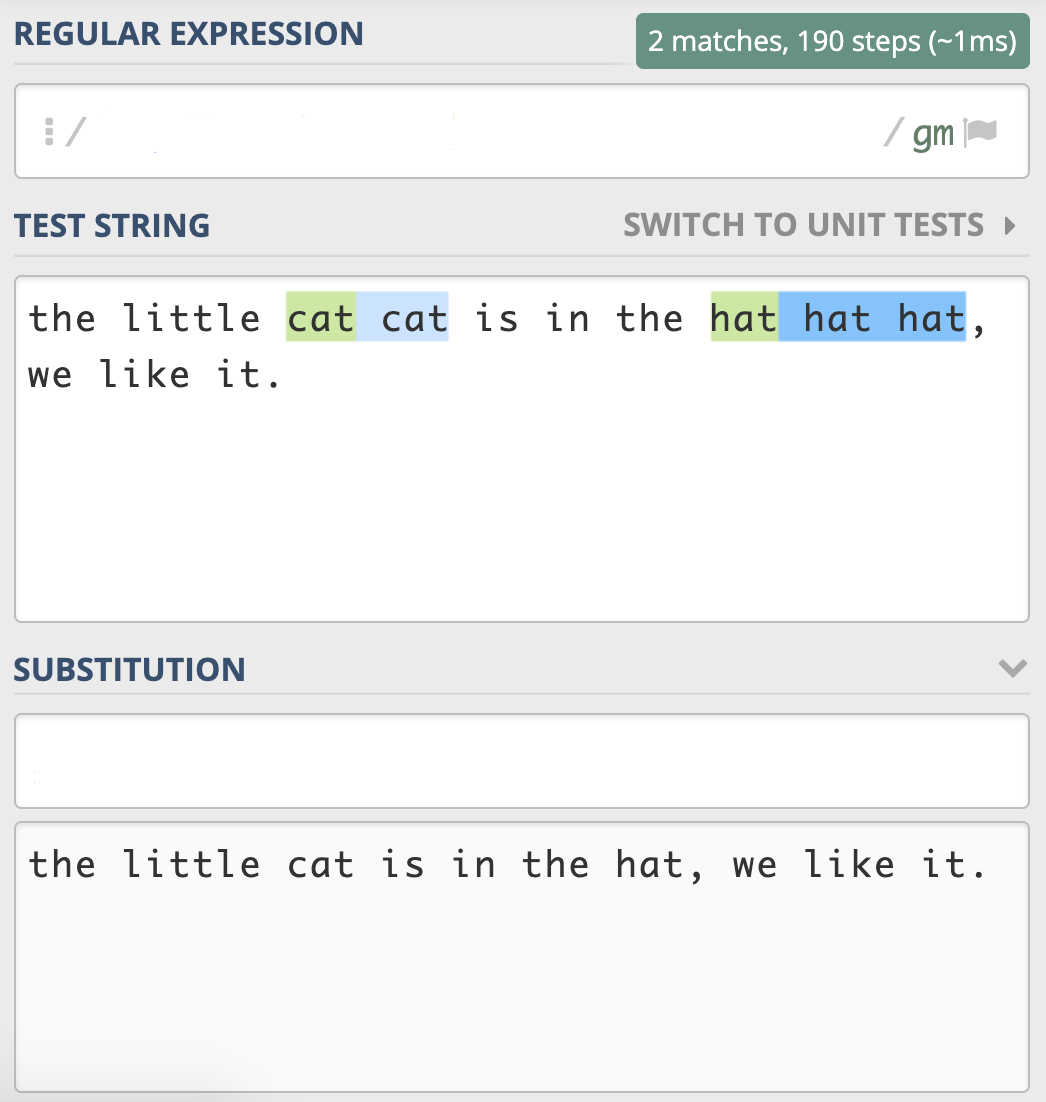 REGULAR EXPRESSION
2 matches, 190 steps (~1ms)
/ / gm
TEST STRING
SWITCH TO UNIT TESTS
the little cat cat is in the hat hat hat,
we like it.
SUBSTITUTION
the little cat is in the hat, we like it.